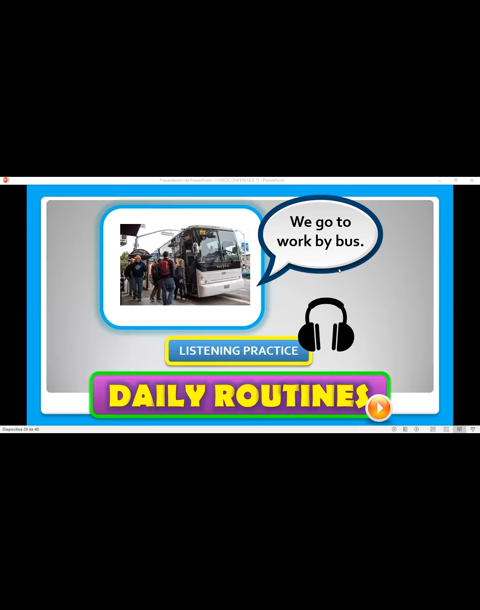 We go to
work by bus.
LISTENING PRACTICE
DAILY ROUTINES